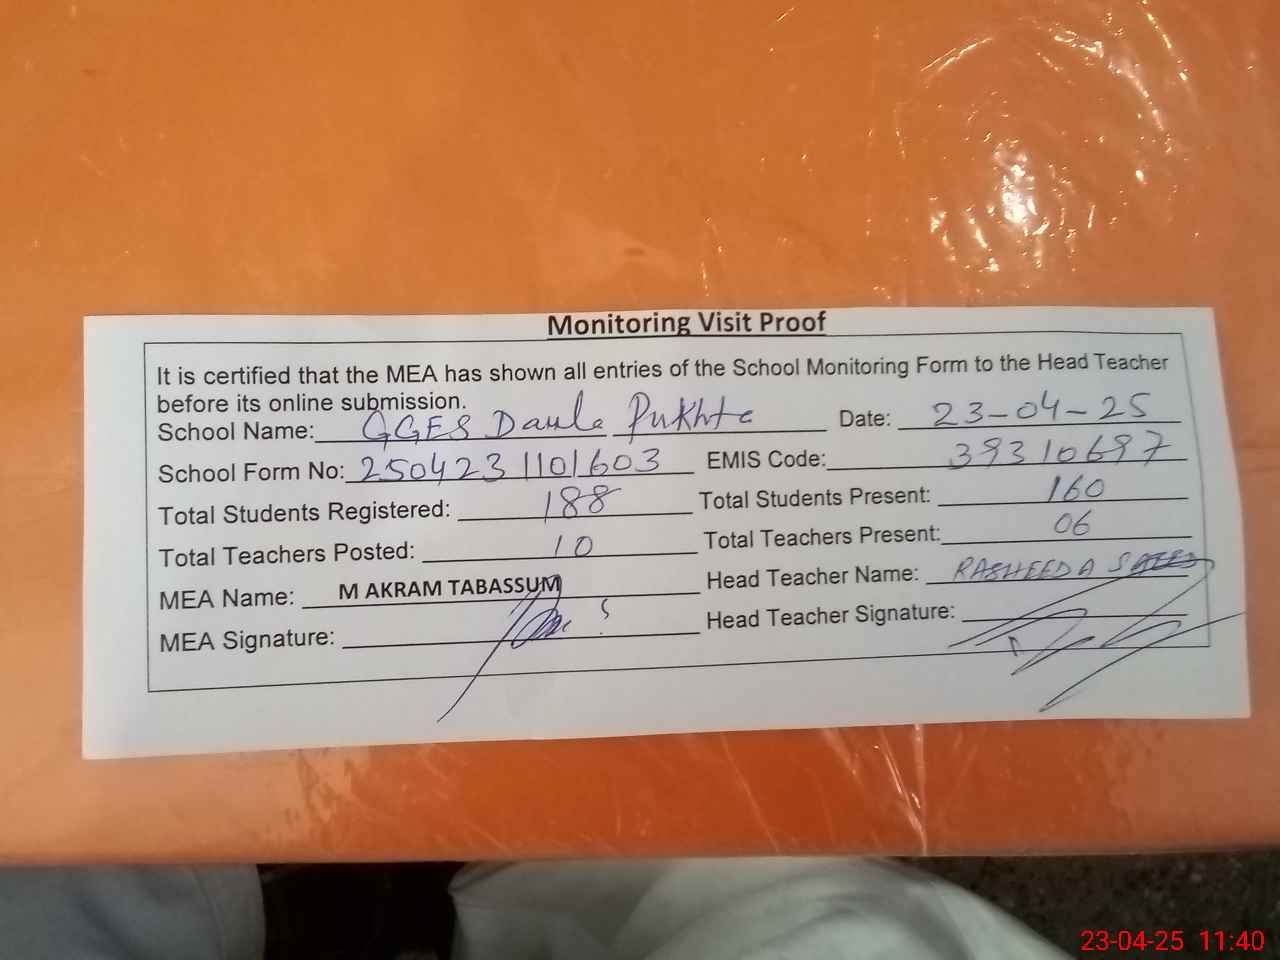 Monitoring Visit Proof
It is certified that the MEA has shown all entries of the School Monitoring Form to the Head Teacher
before its online submission.
School Name: GGES Daula Pukhta Date: 23-04-25
School Form No: 2504231101603 EMIS Code: 39310697
Total Students Registered: 188 Total Students Present: 160
Total Teachers Posted: 10 Total Teachers Present: 06
MEA Name: M AKRAM TABASSUM Head Teacher Name: RASHEEDA SAEED
MEA Signature: Head Teacher Signature:
23-04-25 11:40